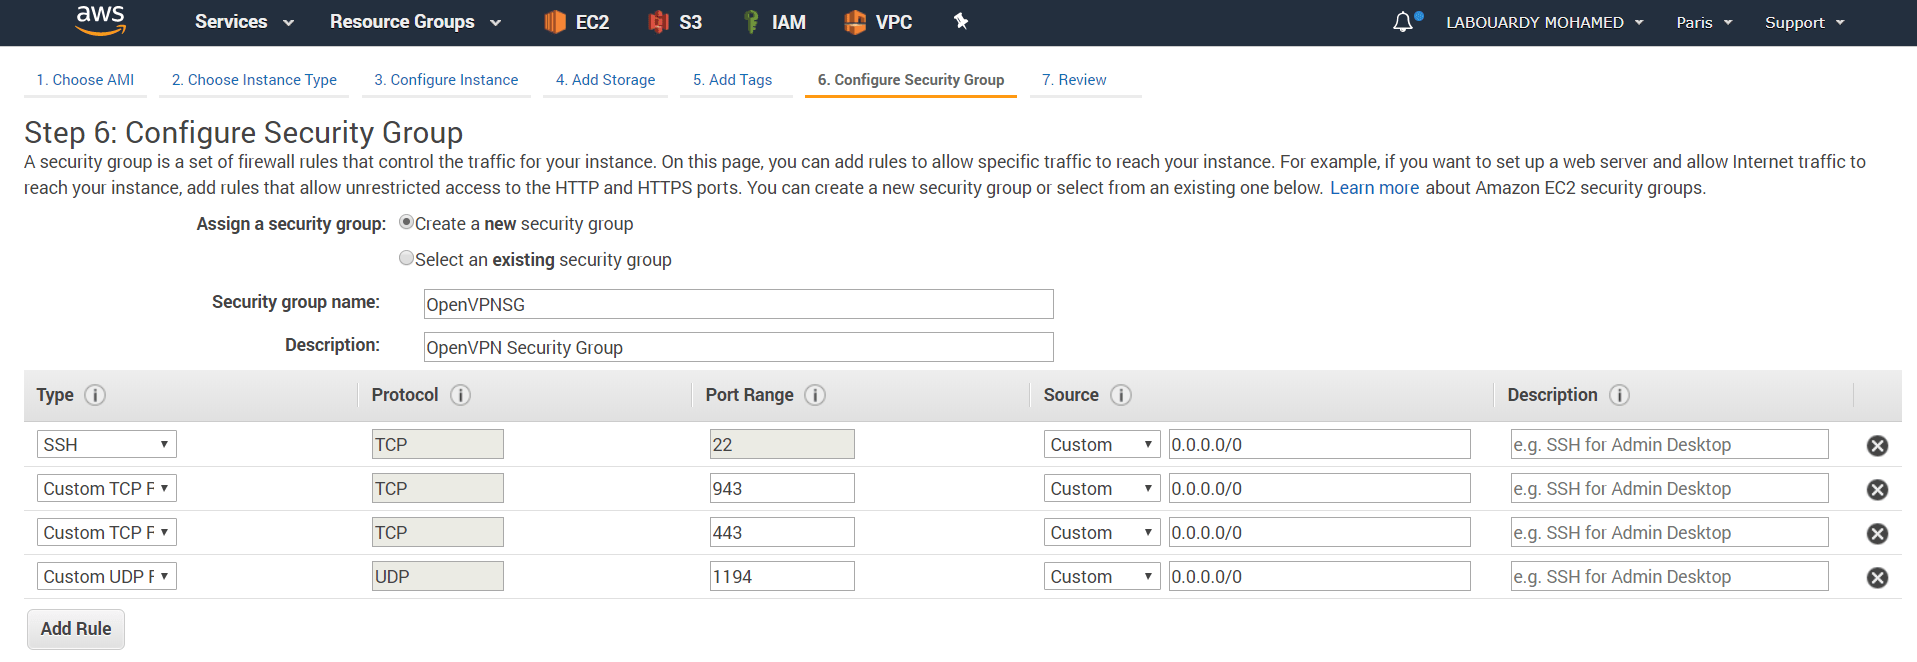 aws Services Resource Groups EC2 S3 IAM VPC LABOUARDY MOHAMED Paris Support
1. Choose AMI 2. Choose Instance Type 3. Configure Instance 4. Add Storage 5. Add Tags 6. Configure Security Group 7. Review
Step 6: Configure Security Group
A security group is a set of firewall rules that control the traffic for your instance. On this page, you can add rules to allow specific traffic to reach your instance. For example, if you want to set up a web server and allow Internet traffic to
reach your instance, add rules that allow unrestricted access to the HTTP and HTTPS ports. You can create a new security group or select from an existing one below. Learn more about Amazon EC2 security groups.
Assign a security group: Create a new security group
Select an existing security group
Security group name: OpenVPNSG
Description: OpenVPN Security Group
Type i Protocol i Port Range i Source i Description i
SSH TCP 22 Custom 0.0.0.0/0 e.g. SSH for Admin Desktop
Custom TCP F TCP 943 Custom 0.0.0.0/0 e.g. SSH for Admin Desktop
Custom TCP F TCP 443 Custom 0.0.0.0/0 e.g. SSH for Admin Desktop
Custom UDP F UDP 1194 Custom 0.0.0.0/0 e.g. SSH for Admin Desktop
Add Rule